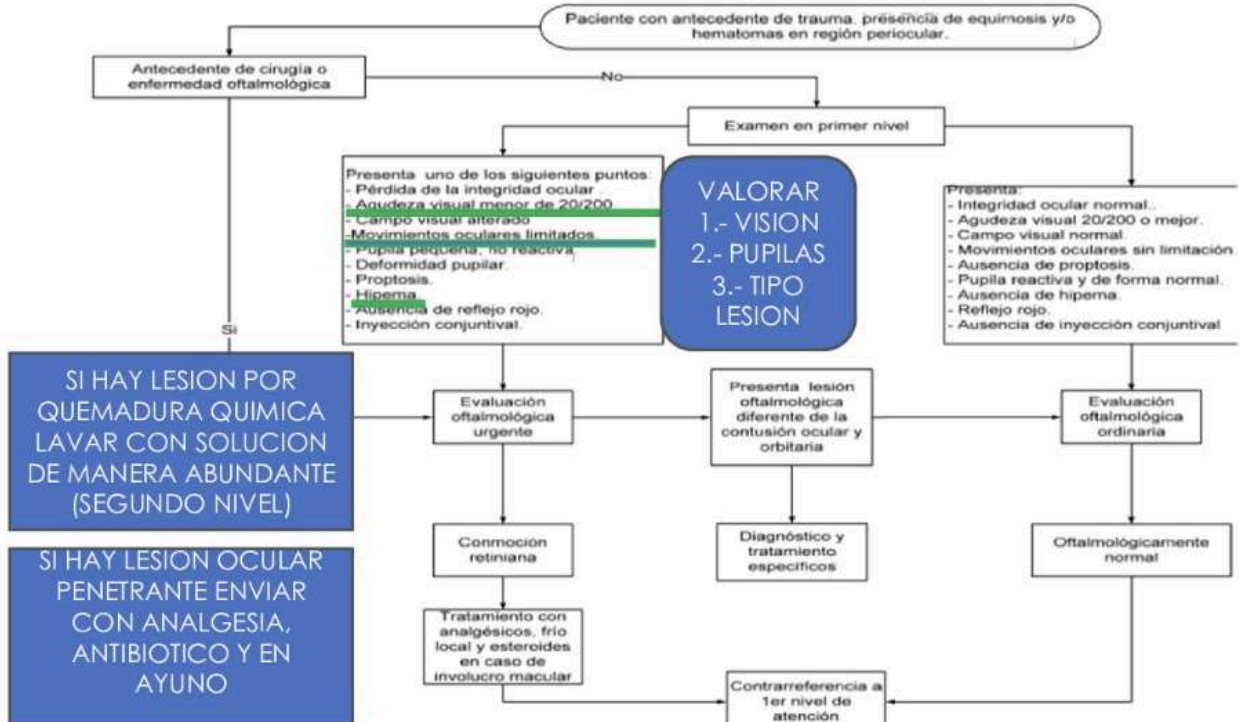 Paciente con antecedente de trauma, presencia de equimosis y/o
hematomas en región periocular.
Antecedente de cirugía o
enfermedad oftalmológica
No
Examen en primer nivel
Presenta uno de los siguientes puntos:
- Pérdida de la integridad ocular
- Agudeza visual menor de 20/200
- Campo visual alterado
-Movimientos oculares limitados.
- Pupila pequeña, no reactiva
- Deformidad pupilar.
- Proptosis.
- Hipema.
- Ausencia de reflejo rojo.
- Inyección conjuntival.
VALORAR
1.- VISION
2.- PUPILAS
3.- TIPO
LESION
Presenta:
- Integridad ocular normal..
- Agudeza visual 20/200 o mejor.
- Campo visual normal.
- Movimientos oculares sin limitación.
- Ausencia de proptosis.
- Pupila reactiva y de forma normal.
- Ausencia de hipema.
- Reflejo rojo.
- Ausencia de inyección conjuntival
Si
SI HAY LESION POR
QUEMADURA QUIMICA
LAVAR CON SOLUCION
DE MANERA ABUNDANTE
(SEGUNDO NIVEL)
Evaluación
oftalmológica
urgente
Presenta lesión
oftalmológica
diferente de la
contusión ocular y
orbitaria
Evaluación
oftalmológica
ordinaria
SI HAY LESION OCULAR
PENETRANTE ENVIAR
CON ANALGESIA,
ANTIBIOTICO Y EN
AYUNO
Conmoción
retiniana
Diagnóstico y
tratamiento
específicos
Oftalmológicamente
normal
Tratamiento con
analgésicos, frío
local y esteroides
en caso de
involucro macular
Contrarreferencia a
1er nivel de
atención